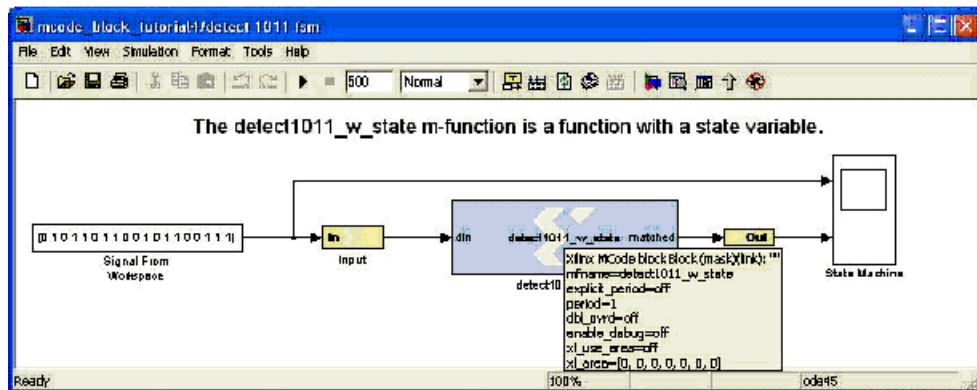 mcode_block_tutorial1/detect 1011 fsm
File Edit View Simulation Format Tools Help
500 Normal
The detect1011_w_state m-function is a function with a state variable.
[0 1 0 1 1 0 1 1 0 0 1 0 1 1 0 0 1 1 1]
Signal From
Workspace
In
Input
din detect1011_w_state matched
detect10
Out
State Machine
Xilinx MCode block Block (mask)(link): ""
mfname=detect1011_w_state
explicit_period=off
period=1
dbl_ovrd=off
enable_debug=off
xl_use_area=off
xl_area=[0, 0, 0, 0, 0, 0, 0]
Ready 100% ode45